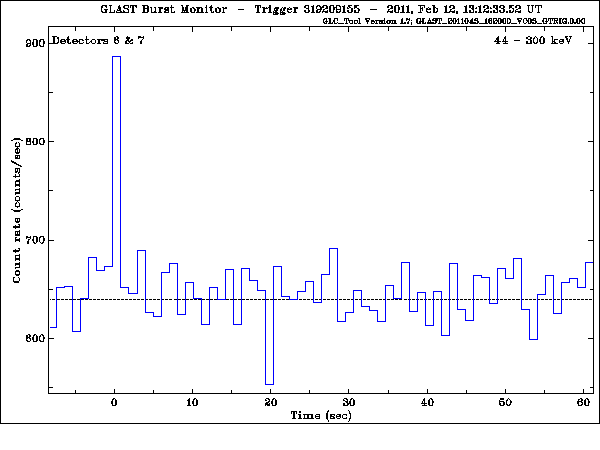 GLAST Burst Monitor - Trigger 319209155 - 2011, Feb 12, 13:12:33.52 UT
GLC_Tool Version 1.7; GLAST_2011043_162000_VC08_GTRIG.0.00
Detectors 6 & 7
44 - 300 keV
Count rate (counts/sec)
900
800
700
600
0 10 20 30 40 50 60
Time (sec)